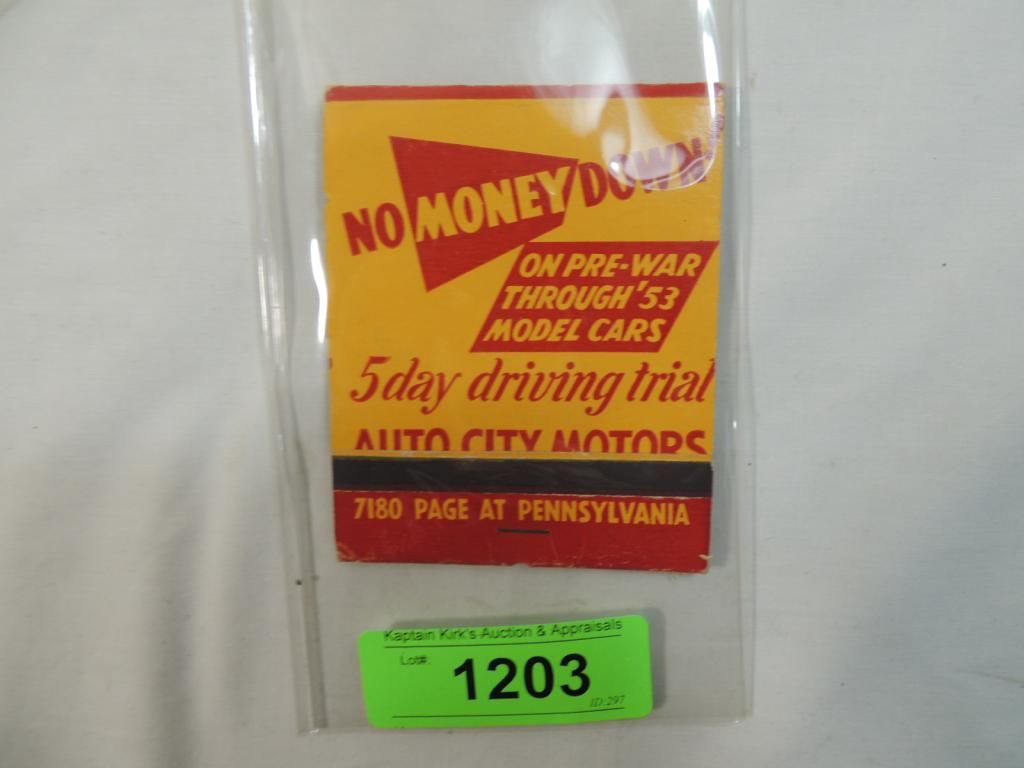 NO MONEY DOWN
ON PRE-WAR
THROUGH '53
MODEL CARS
5 day driving trial
AUTO CITY MOTORS
7180 PAGE AT PENNSYLVANIA
Kaptain Kirk's Auction & Appraisals
Lot#:
1203
ID:297